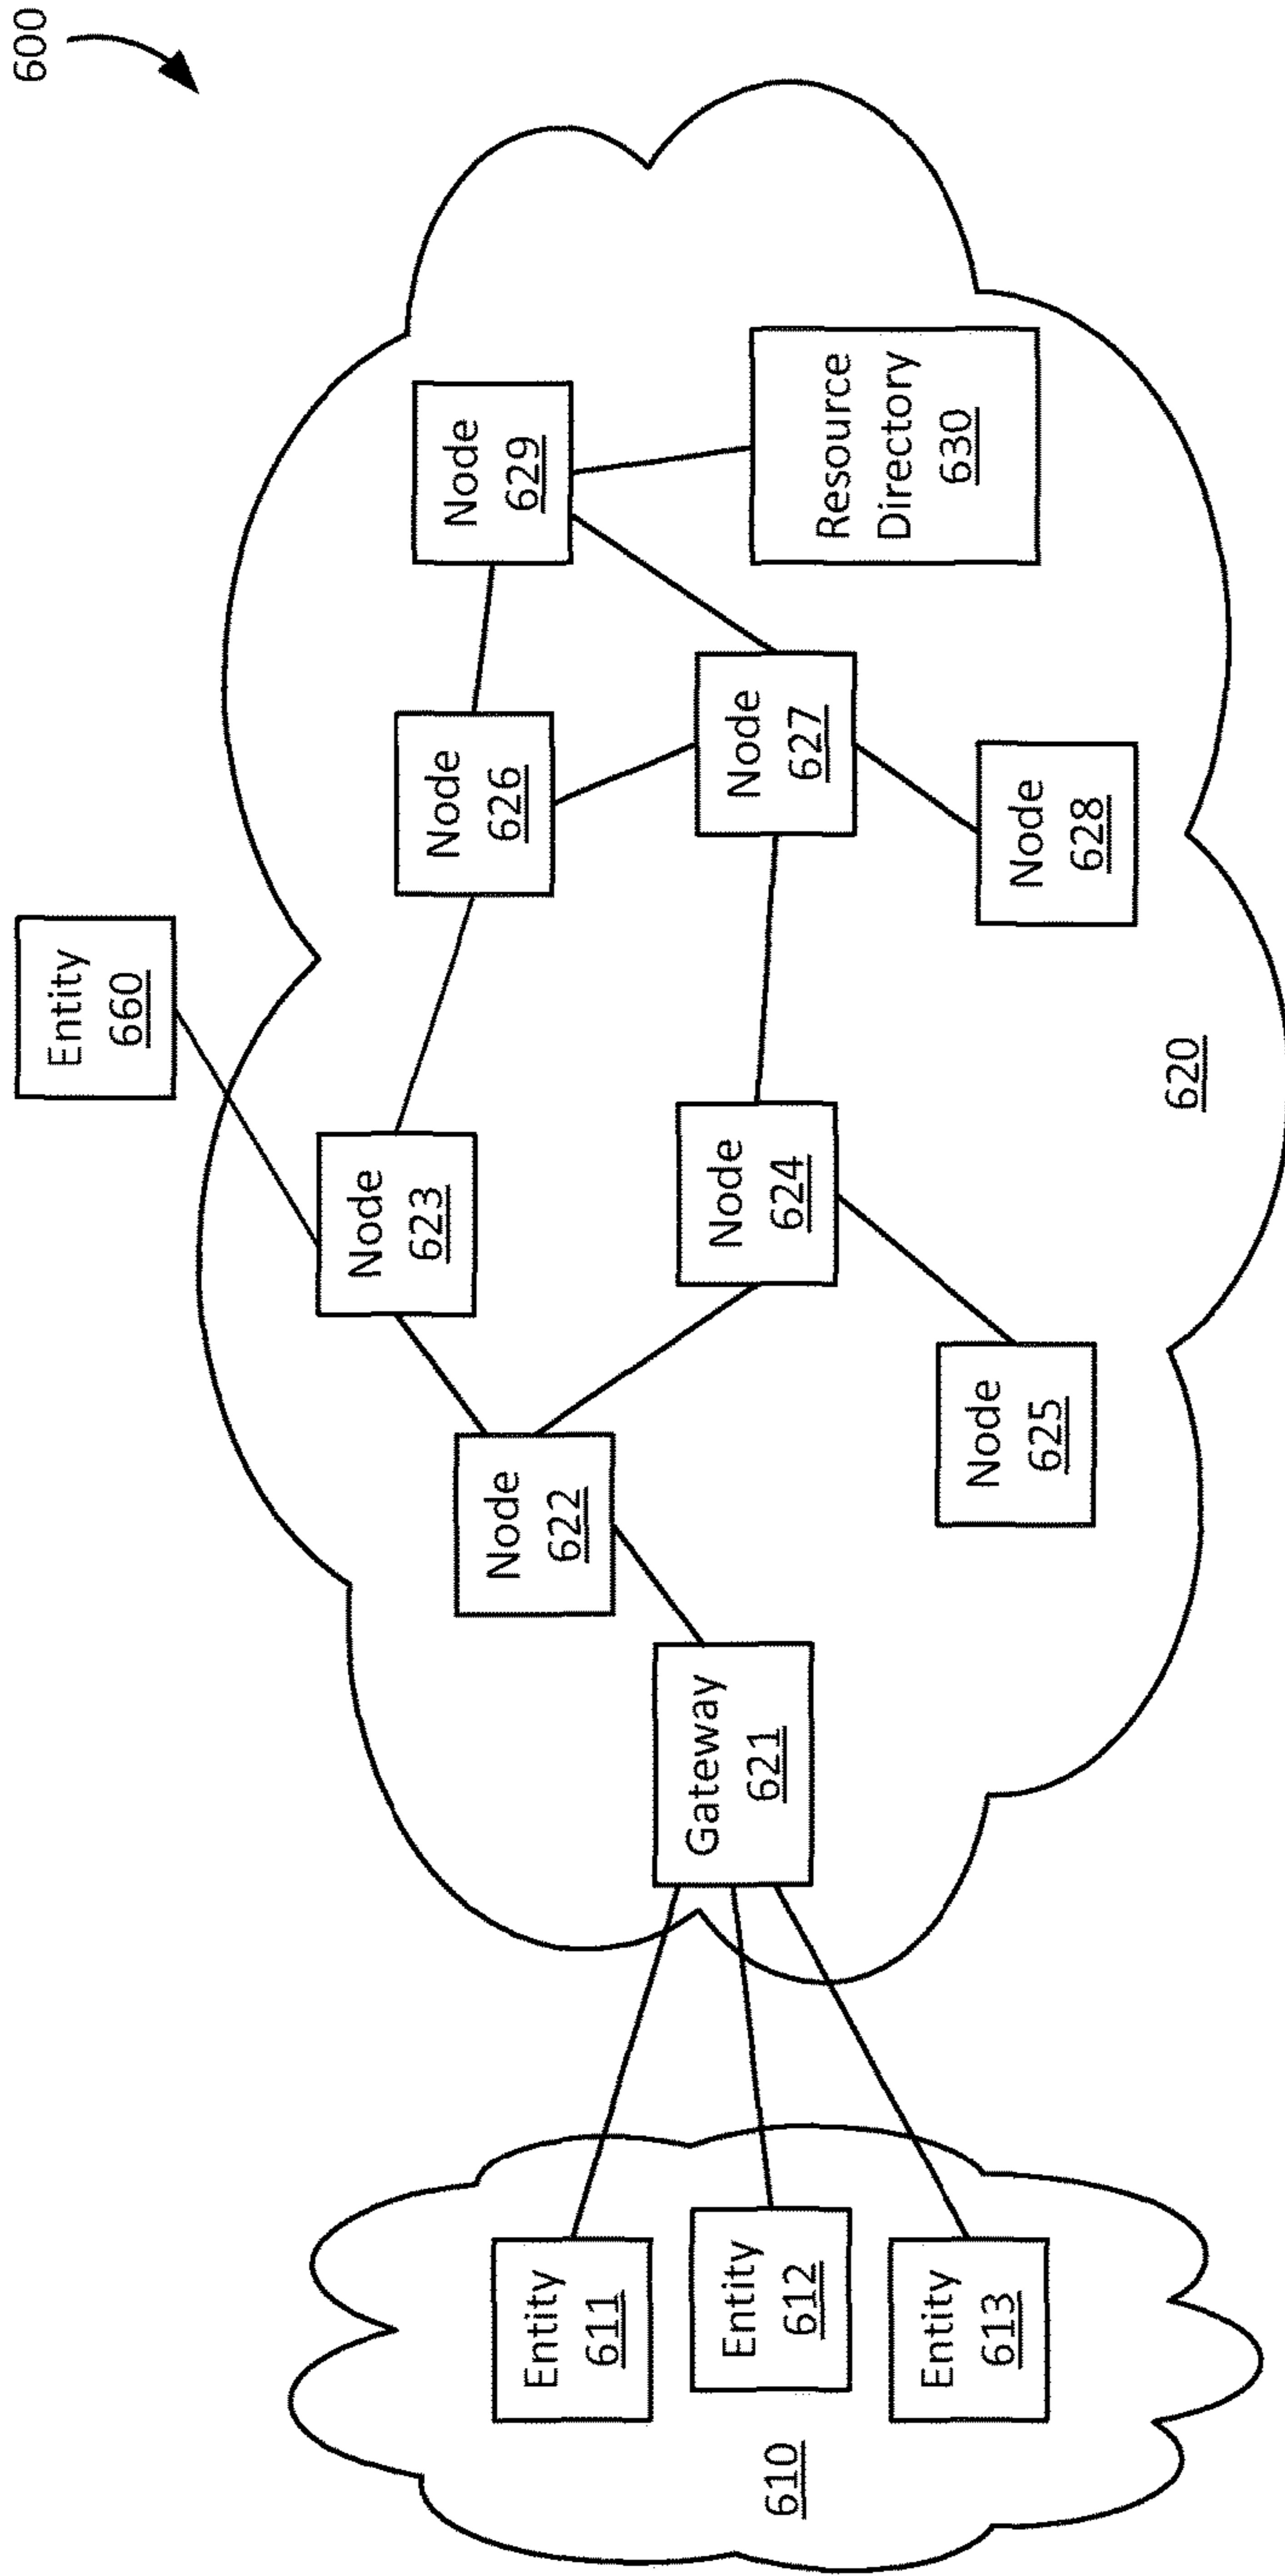 600
Entity
660
Node
629
Node
626
Node
623
Resource
Directory
630
Node
627
Node
622
Node
624
Node
628
Gateway
621
Node
625
Entity
611
Entity
612
Entity
613
620
610